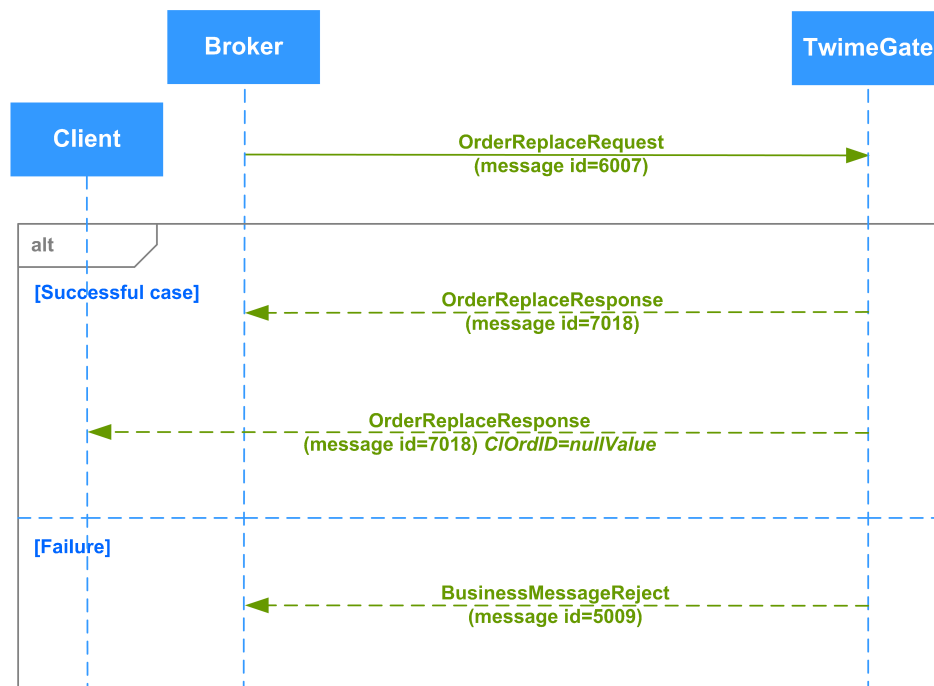 Broker
TwimeGate
Client
OrderReplaceRequest
(message id=6007)
alt
[Successful case]
OrderReplaceResponse
(message id=7018)
OrderReplaceResponse
(message id=7018) ClOrdID=nullValue
[Failure]
BusinessMessageReject
(message id=5009)